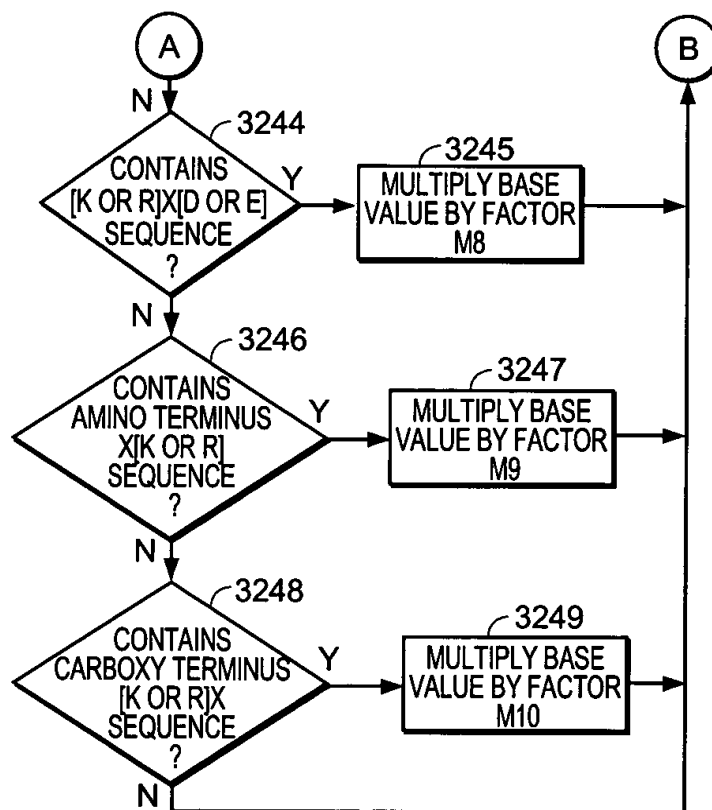 A
B
N
3244
CONTAINS
[K OR R]X[D OR E]
SEQUENCE
?
Y
3245
MULTIPLY BASE
VALUE BY FACTOR
M8
N
3246
CONTAINS
AMINO TERMINUS
X[K OR R]
SEQUENCE
?
Y
3247
MULTIPLY BASE
VALUE BY FACTOR
M9
N
3248
CONTAINS
CARBOXY TERMINUS
[K OR R]X
SEQUENCE
?
Y
3249
MULTIPLY BASE
VALUE BY FACTOR
M10
N